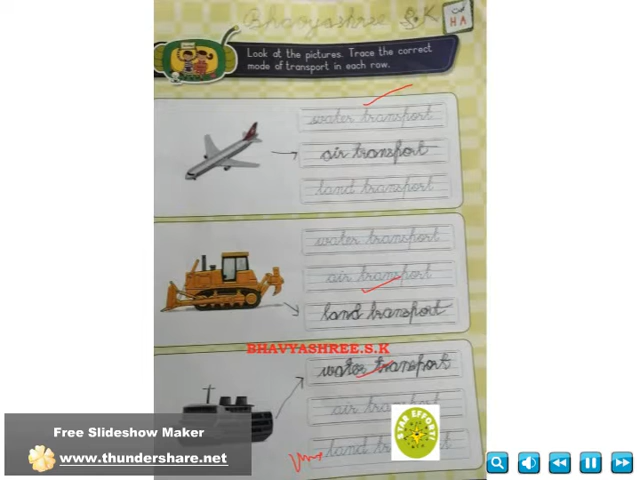 Bhavyashree S.K
HA
Look at the pictures. Trace the correct
mode of transport in each row.
water transport
air transport
land transport
water transport
air transport
land transport
BHAVYASHREE.S.K
water transport
air
land t
STAR EFFORT
Free Slideshow Maker
www.thundershare.net